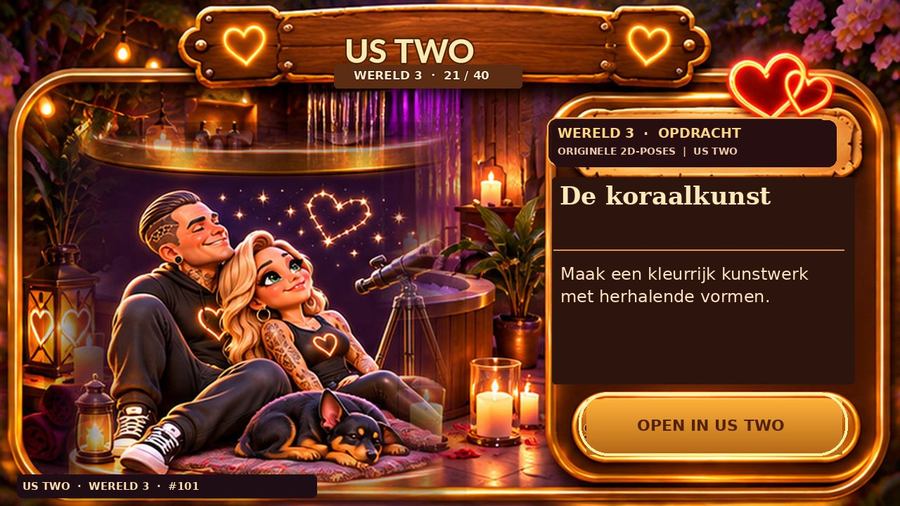 US TWO
WERELD 3 · 21 / 40
WERELD 3 · OPDRACHT
ORIGINELE 2D-POSES | US TWO
De koraalkunst
Maak een kleurrijk kunstwerk
met herhalende vormen.
OPEN IN US TWO
US TWO · WERELD 3 · #101